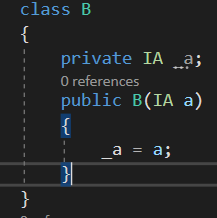 class B
{
private IA _a;
0 references
public B(IA a)
{
_a = a;
}
}